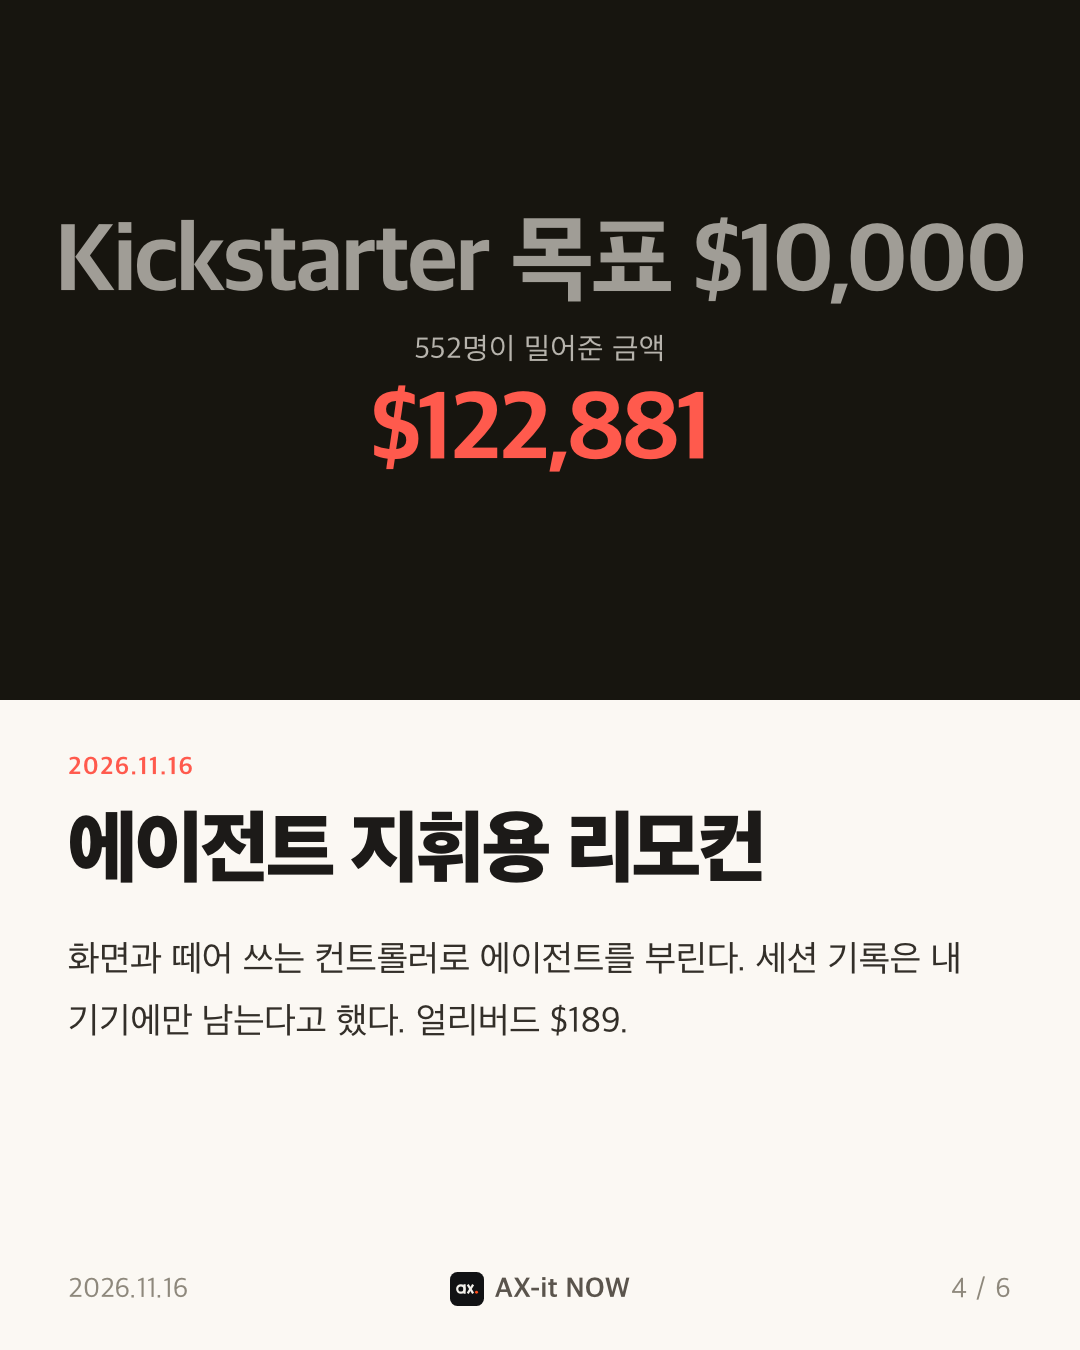 Kickstarter 목표 $10,000
552명이 밀어준 금액
$122,881
2026.11.16
에이전트 지휘용 리모컨
화면과 떼어 쓰는 컨트롤러로 에이전트를 부린다. 세션 기록은 내
기기에만 남는다고 했다. 얼리버드 $189.
2026.11.16
ax. AX-it NOW
4 / 6